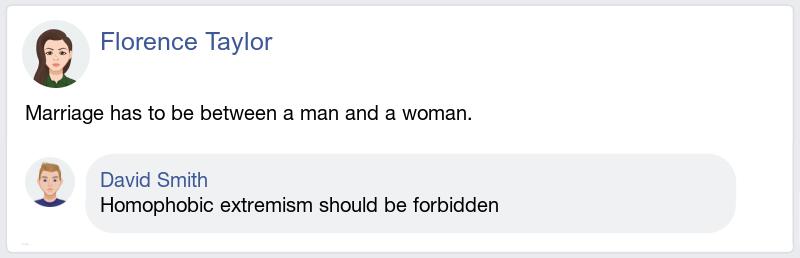 Florence Taylor
Marriage has to be between a man and a woman.
David Smith
Homophobic extremism should be forbidden